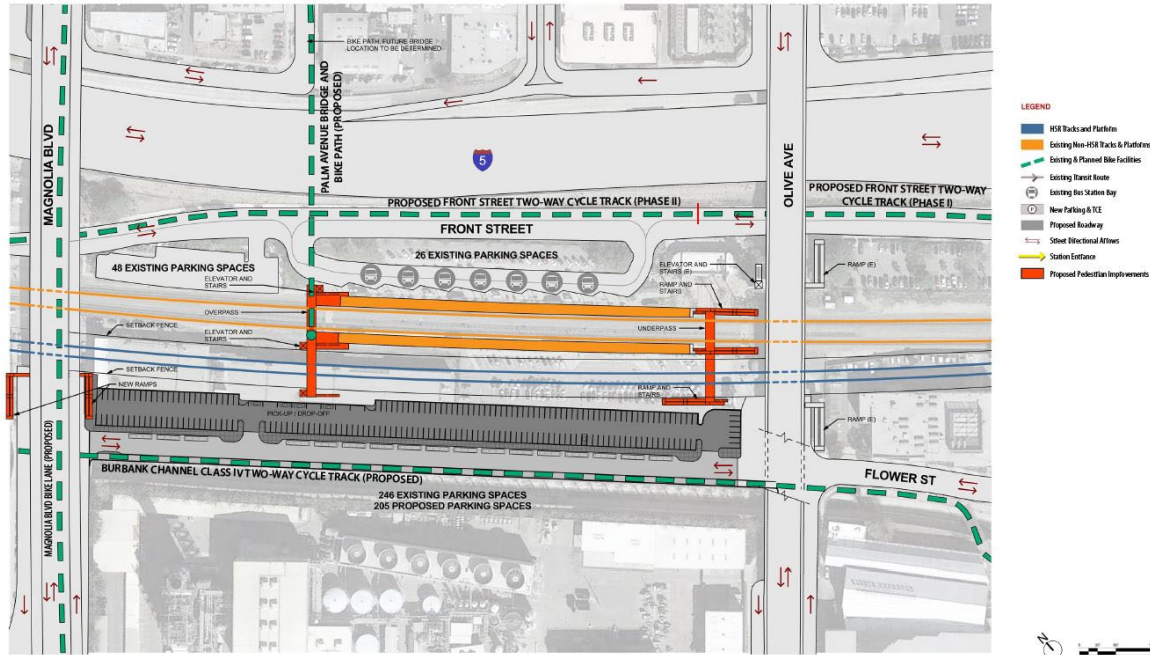 BIKE PATH: FUTURE BRIDGE
LOCATION TO BE DETERMINED
MAGNOLIA BLVD
PALM AVENUE BRIDGE AND
BIKE PATH (PROPOSED)
5
OLIVE AVE
PROPOSED FRONT STREET TWO-WAY CYCLE TRACK (PHASE II)
PROPOSED FRONT STREET TWO-WAY
CYCLE TRACK (PHASE I)
FRONT STREET
48 EXISTING PARKING SPACES
26 EXISTING PARKING SPACES
ELEVATOR AND
STAIRS
ELEVATOR AND
STAIRS (E)
RAMP AND
STAIRS
RAMP (E)
OVERPASS
UNDERPASS
SETBACK FENCE
ELEVATOR AND
STAIRS
SETBACK FENCE
NEW RAMPS
RAMP AND
STAIRS
PICK-UP / DROP-OFF
RAMP (E)
MAGNOLIA BLVD BIKE LANE (PROPOSED)
BURBANK CHANNEL CLASS IV TWO-WAY CYCLE TRACK (PROPOSED)
FLOWER ST
246 EXISTING PARKING SPACES
205 PROPOSED PARKING SPACES
LEGEND
HSR Tracks and Platform
Existing Non-HSR Tracks & Platforms
Existing & Planned Bike Facilities
Existing Transit Route
Existing Bus Station Bay
P
New Parking & TCE
Proposed Roadway
Street Directional Arrows
Station Entrance
Proposed Pedestrian Improvements
N